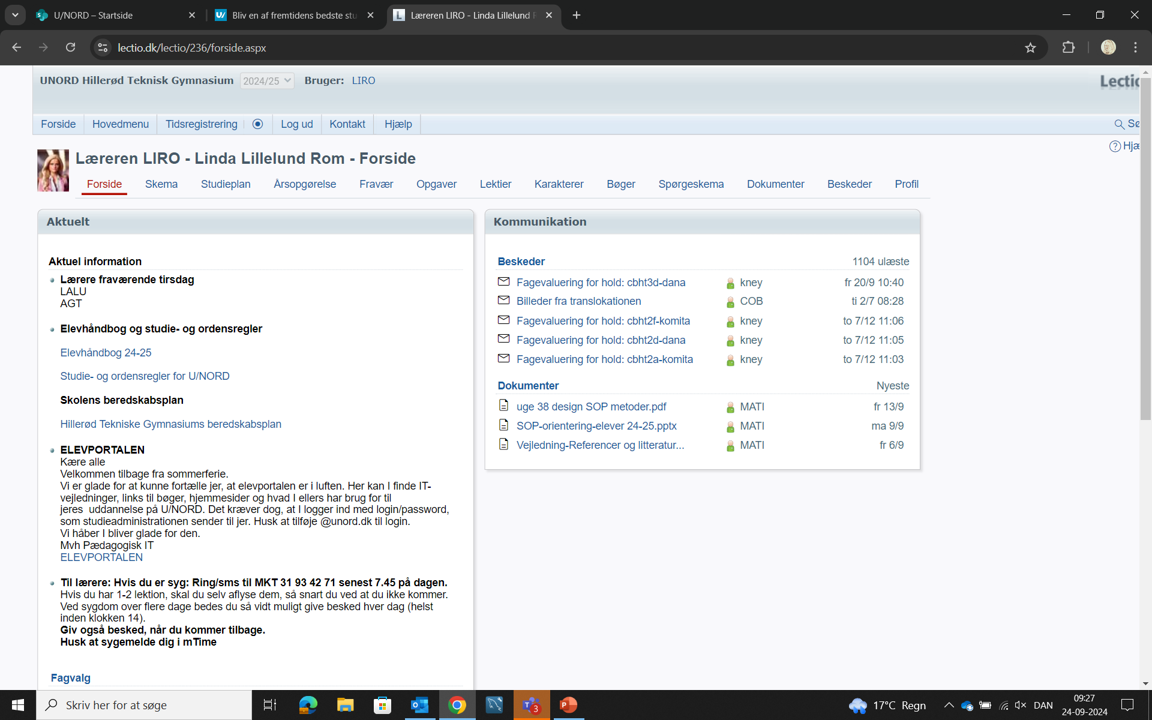 U/NORD – Startside
Bliv en af fremtidens bedste stu
Læreren LIRO - Linda Lillelund
lectio.dk/lectio/236/forside.aspx
UNORD Hillerød Teknisk Gymnasium 2024/25 Bruger: LIRO
Lectio
Forside Hovedmenu Tidsregistrering Log ud Kontakt Hjælp
Læreren LIRO - Linda Lillelund Rom - Forside
Forside Skema Studieplan Årsopgørelse Fravær Opgaver Lektier Karakterer Bøger Spørgeskema Dokumenter Beskeder Profil
Aktuelt
Aktuel information
Lærere fraværende tirsdag
LALU
AGT
Elevhåndbog og studie- og ordensregler
Elevhåndbog 24-25
Studie- og ordensregler for U/NORD
Skolens beredskabsplan
Hillerød Tekniske Gymnasiums beredskabsplan
ELEVPORTALEN
Kære alle
Velkommen tilbage fra sommerferie.
Vi er glade for at kunne fortælle jer, at elevportalen er i luften. Her kan I finde IT-
vejledninger, links til bøger, hjemmesider og hvad I ellers har brug for til
jeres uddannelse på U/NORD. Det kræver dog, at I logger ind med login/password,
som studieadministrationen sender til jer. Husk at tilføje @unord.dk til login.
Vi håber I bliver glade for den.
Mvh Pædagogisk IT
ELEVPORTALEN
Til lærere: Hvis du er syg: Ring/sms til MKT 31 93 42 71 senest 7.45 på dagen.
Hvis du har 1-2 lektion, skal du selv aflyse dem, så snart du ved at du ikke kommer.
Ved sygdom over flere dage bedes du så vidt muligt give besked hver dag (helst
inden klokken 14).
Giv også besked, når du kommer tilbage.
Husk at sygemelde dig i mTime
Fagvalg
Kommunikation
Beskeder 1104 ulæste
Fagevaluering for hold: cbht3d-dana kney fr 20/9 10:40
Billeder fra translokationen COB ti 2/7 08:28
Fagevaluering for hold: cbht2f-komita kney to 7/12 11:06
Fagevaluering for hold: cbht2d-dana kney to 7/12 11:05
Fagevaluering for hold: cbht2a-komita kney to 7/12 11:03
Dokumenter Nyeste
uge 38 design SOP metoder.pdf MATI fr 13/9
SOP-orientering-elever 24-25.pptx MATI ma 9/9
Vejledning-Referencer og litteratur... MATI fr 6/9
Skriv her for at søge
3
17°C Regn
DAN
09:27
24-09-2024